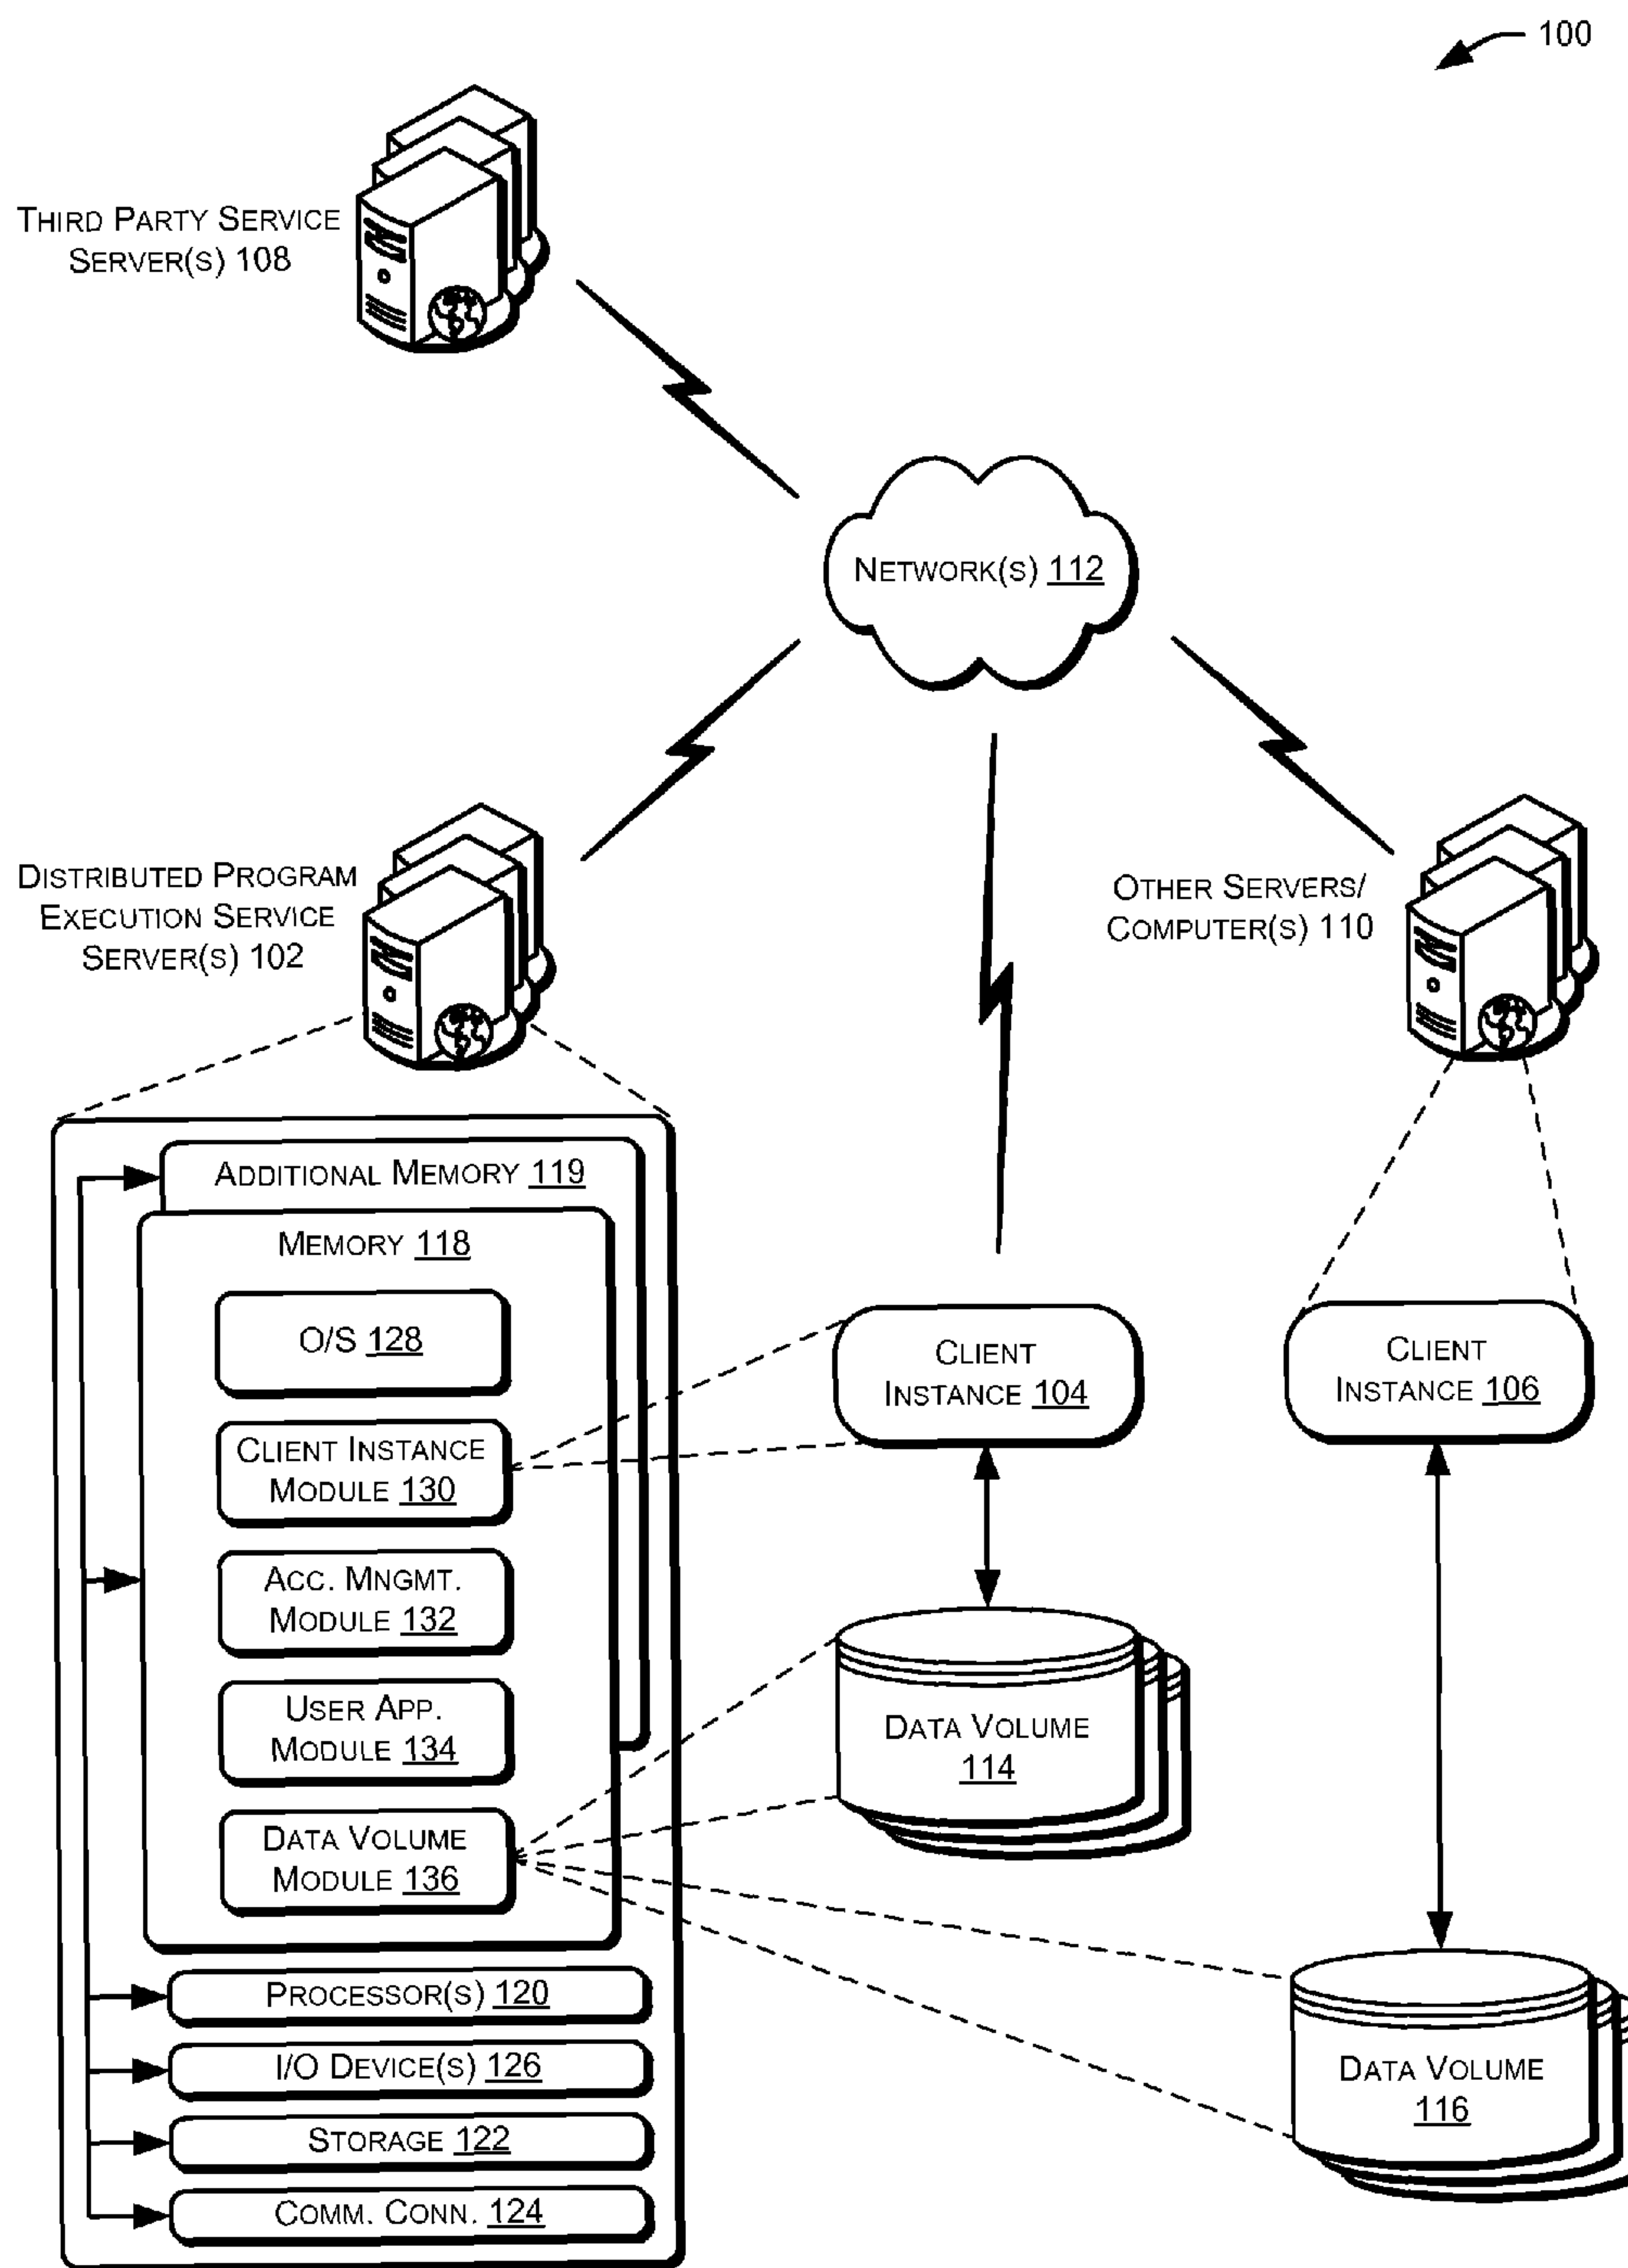 100
THIRD PARTY SERVICE
SERVER(S) 108
NETWORK(S) 112
DISTRIBUTED PROGRAM
EXECUTION SERVICE
SERVER(S) 102
OTHER SERVERS/
COMPUTER(S) 110
ADDITIONAL MEMORY 119
MEMORY 118
O/S 128
CLIENT INSTANCE
MODULE 130
ACC. MNGMT.
MODULE 132
USER APP.
MODULE 134
DATA VOLUME
MODULE 136
PROCESSOR(S) 120
I/O DEVICE(S) 126
STORAGE 122
COMM. CONN. 124
CLIENT
INSTANCE 104
DATA VOLUME
114
CLIENT
INSTANCE 106
DATA VOLUME
116